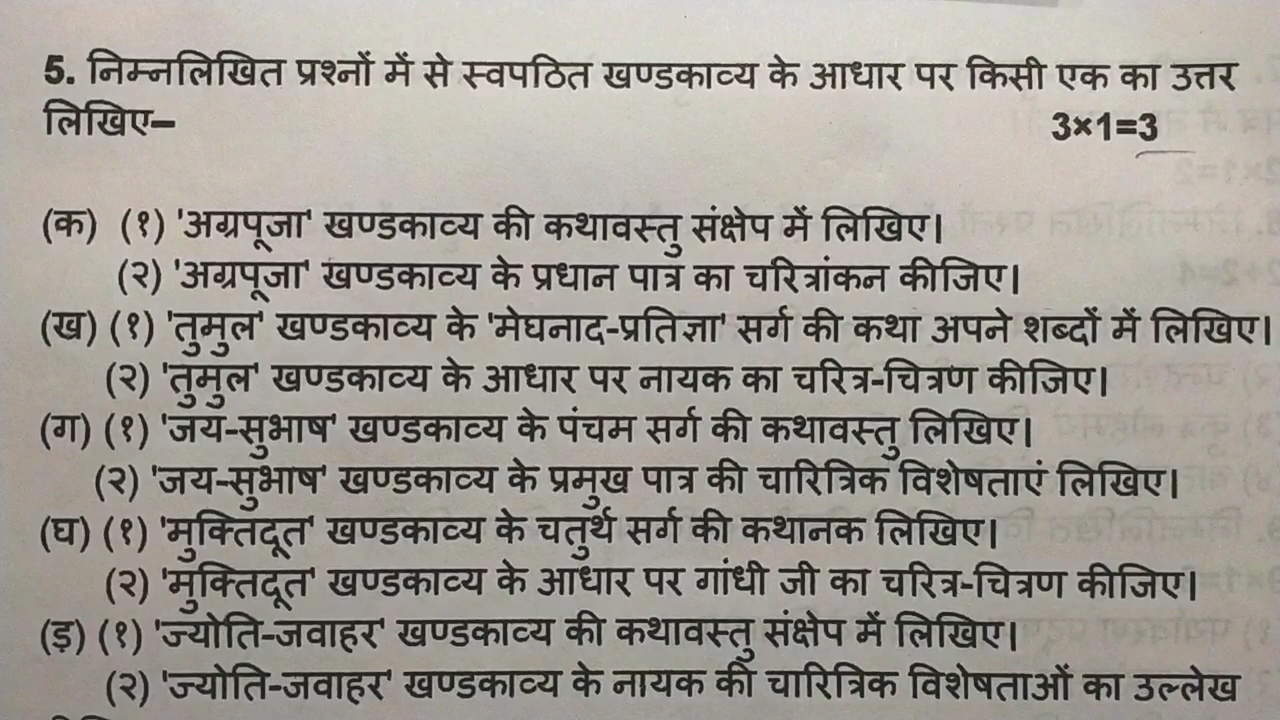 5. निम्नलिखित प्रश्नों में से स्वपठित खण्डकाव्य के आधार पर किसी एक का उत्तर
लिखिए– 3×1=3
(क) (१) 'अग्रपूजा' खण्डकाव्य की कथावस्तु संक्षेप में लिखिए।
(२) 'अग्रपूजा' खण्डकाव्य के प्रधान पात्र का चरित्रांकन कीजिए।
(ख) (१) 'तुमुल' खण्डकाव्य के 'मेघनाद-प्रतिज्ञा' सर्ग की कथा अपने शब्दों में लिखिए।
(२) 'तुमुल' खण्डकाव्य के आधार पर नायक का चरित्र-चित्रण कीजिए।
(ग) (१) 'जय-सुभाष' खण्डकाव्य के पंचम सर्ग की कथावस्तु लिखिए।
(२) 'जय-सुभाष' खण्डकाव्य के प्रमुख पात्र की चारित्रिक विशेषताएं लिखिए।
(घ) (१) 'मुक्तिदूत' खण्डकाव्य के चतुर्थ सर्ग की कथानक लिखिए।
(२) 'मुक्तिदूत' खण्डकाव्य के आधार पर गांधी जी का चरित्र-चित्रण कीजिए।
(ड़) (१) 'ज्योति-जवाहर' खण्डकाव्य की कथावस्तु संक्षेप में लिखिए।
(२) 'ज्योति-जवाहर' खण्डकाव्य के नायक की चारित्रिक विशेषताओं का उल्लेख